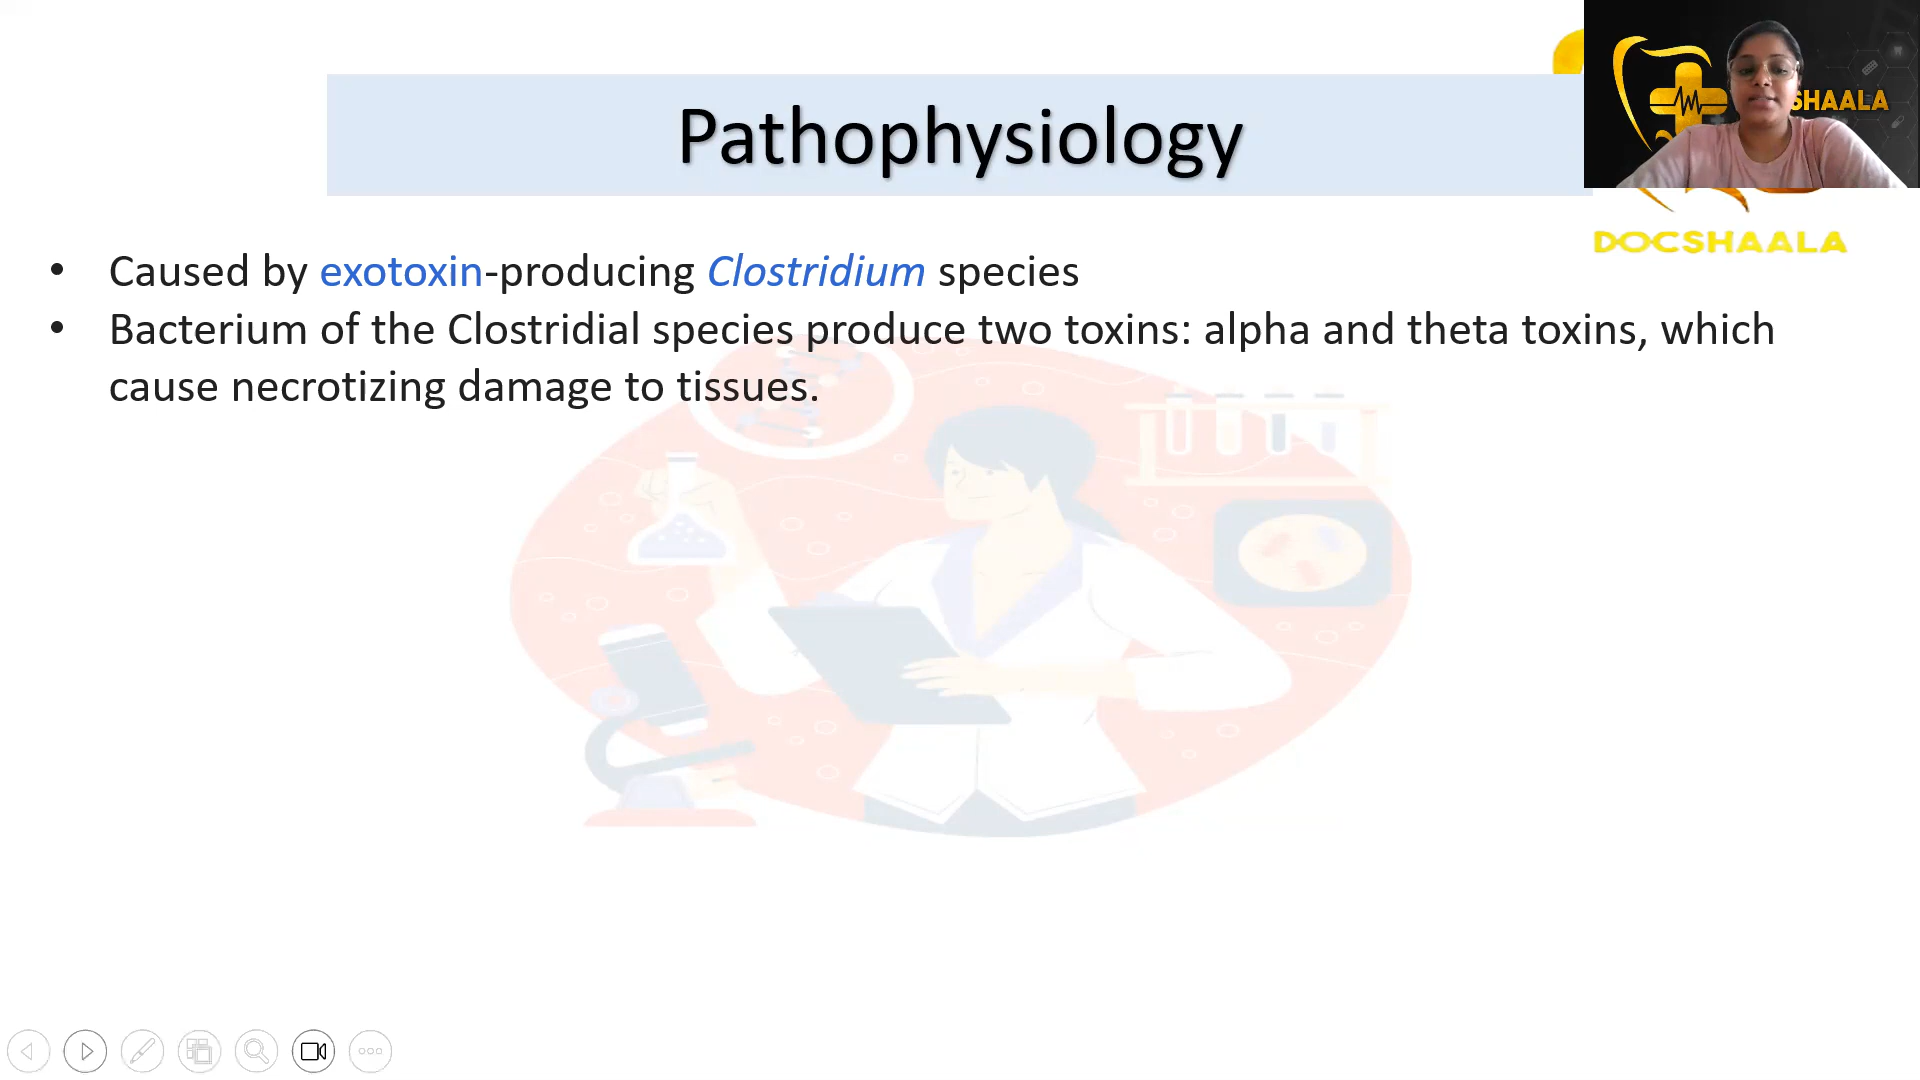 Pathophysiology
SHAALA
DOCSHAALA
• Caused by exotoxin-producing Clostridium species
• Bacterium of the Clostridial species produce two toxins: alpha and theta toxins, which
cause necrotizing damage to tissues.